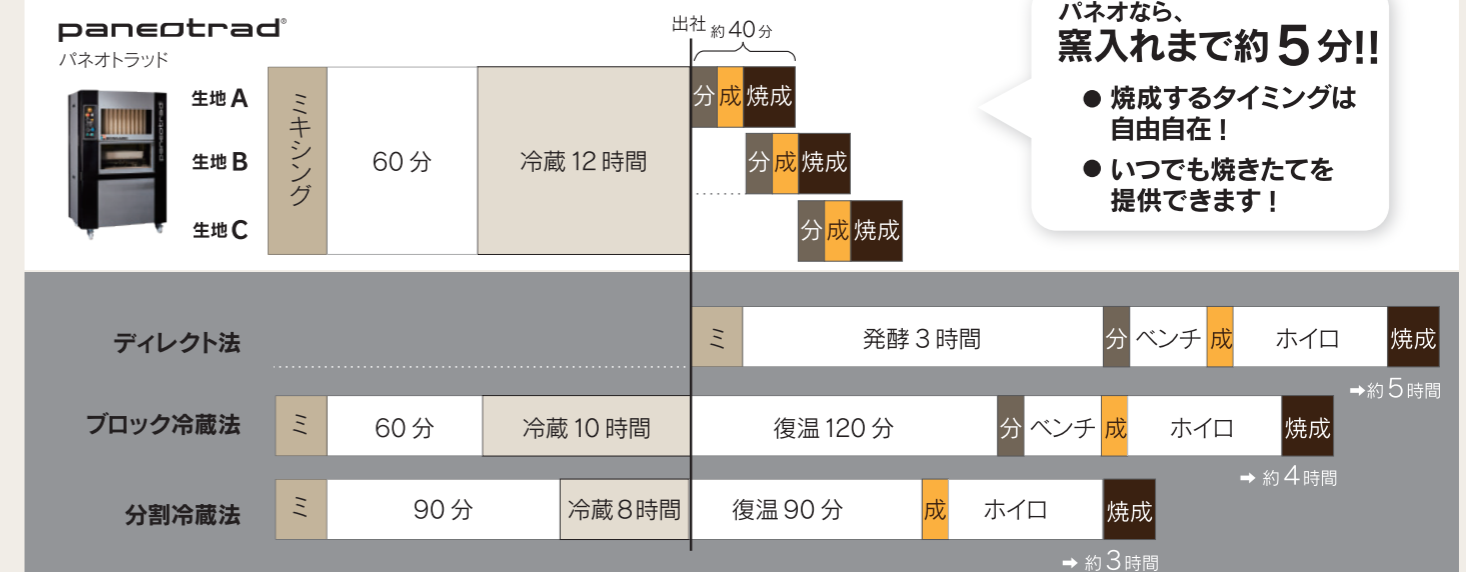 paneotrad®
パネオトラッド
出社 約40分
パネオなら、
窯入れまで約5分!!
● 焼成するタイミングは
自由自在！
● いつでも焼きたてを
提供できます！
生地A
生地B
生地C
ミキシング
60分
冷蔵12時間
分 成 焼成
分 成 焼成
分 成 焼成
ディレクト法
ミ 発酵3時間 分 ベンチ 成 ホイロ 焼成
➡約5時間
ブロック冷蔵法
ミ 60分 冷蔵10時間 復温120分 分 ベンチ 成 ホイロ 焼成
➡ 約4時間
分割冷蔵法
ミ 90分 冷蔵8時間 復温90分 成 ホイロ 焼成
➡ 約3時間